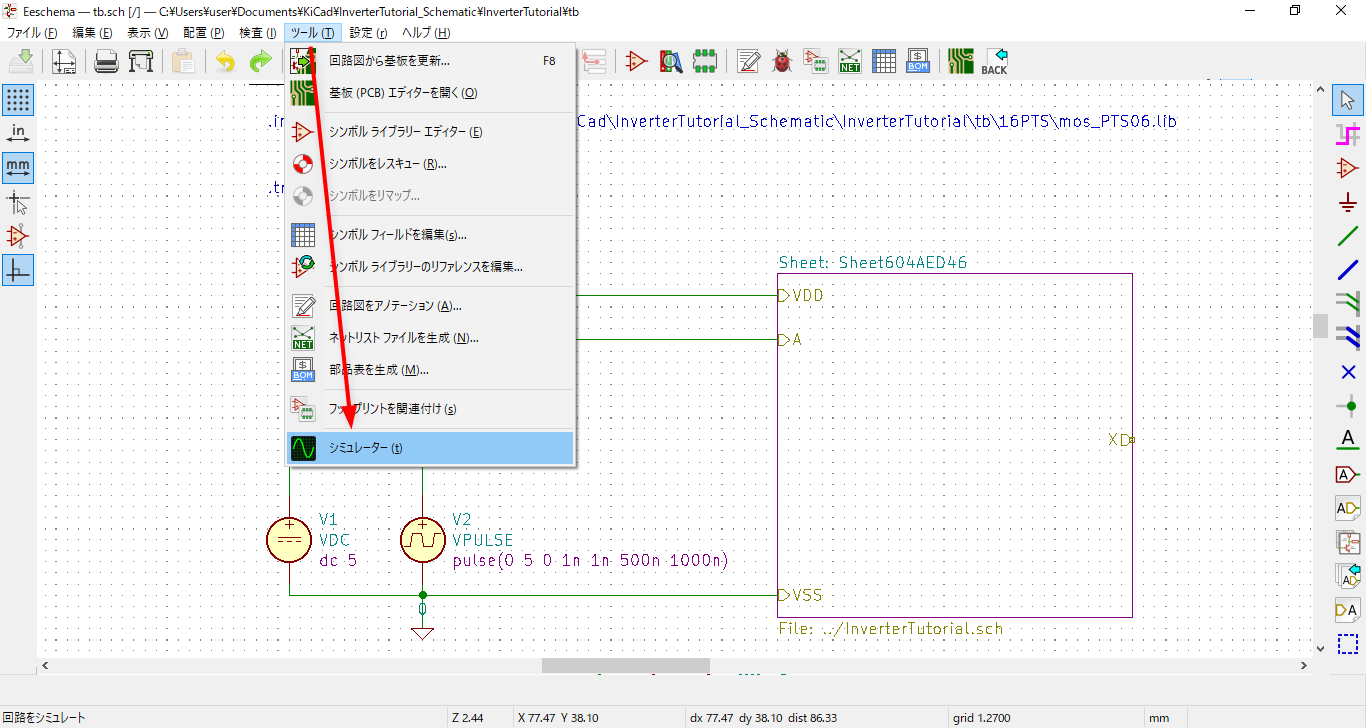 Eeschema — tb.sch [/] — C:¥Users¥user¥Documents¥KiCad¥InverterTutorial_Schematic¥InverterTutorial¥tb
ファイル (F) 編集 (E) 表示 (V) 配置 (P) 検査 (I) ツール (T) 設定 (r) ヘルプ (H)
回路図から基板を更新... F8
基板 (PCB) エディターを開く(O)
シンボル ライブラリー エディター (E)
シンボルをレスキュー (R)...
シンボルをリマップ...
シンボル フィールドを編集(s)...
シンボル ライブラリーのリファレンスを編集...
回路図をアノテーション (A)...
ネットリスト ファイルを生成 (N)...
部品表を生成 (M)...
フットプリントを関連付け (s)
シミュレーター (t)
NET
BOM
NET
BOM
BACK
in
mm
Cad\InverterTutorial_Schematic\InverterTutorial\tb\16PTS\mos_PTS06.lib
.tr
Sheet: Sheet604AED46
VDD
A
X
VSS
File: ../InverterTutorial.sch
V1
VDC
dc 5
V2
VPULSE
pulse(0 5 0 1n 1n 500n 1000n)
0
A
A
AD
AD
A
回路をシミュレート Z 2.44 X 77.47 Y 38.10 dx 77.47 dy 38.10 dist 86.33 grid 1.2700 mm